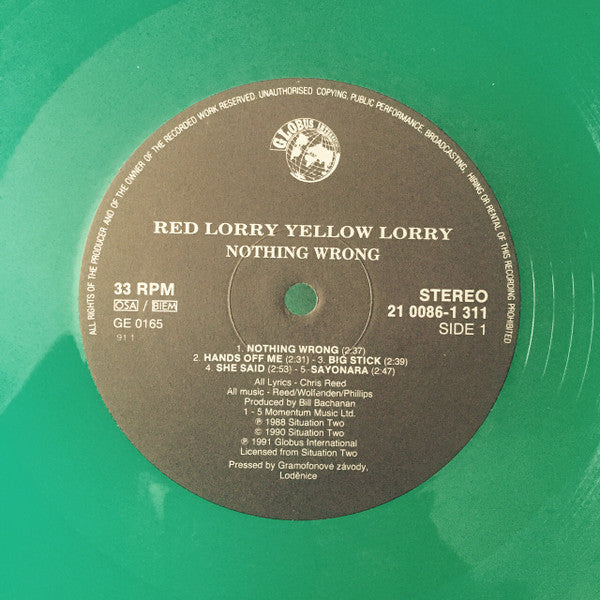 ALL RIGHTS OF THE PRODUCER AND OF THE OWNER OF THE RECORDED WORK RESERVED. UNAUTHORISED COPYING, PUBLIC PERFORMANCE, BROADCASTING, HIRING OR RENTAL OF THIS RECORDING PROHIBITED
GLOBUS
RED LORRY YELLOW LORRY
NOTHING WRONG
33 RPM
OSA / BIEM
GE 0165
91 1
STEREO
21 0086-1 311
SIDE 1
1. NOTHING WRONG (2:37)
2. HANDS OFF ME (2:31) - 3. BIG STICK (2:39)
4. SHE SAID (2:53) - 5. SAYONARA (2:47)
All Lyrics - Chris Reed
All music - Reed/Wolfanden/Phillips
Produced by Bill Bachanan
1 - 5 Momentum Music Ltd.
℗ 1988 Situation Two
© 1990 Situation Two
℗ 1991 Globus International
Licensed from Situation Two
Pressed by Gramofonové závody,
Loděnice